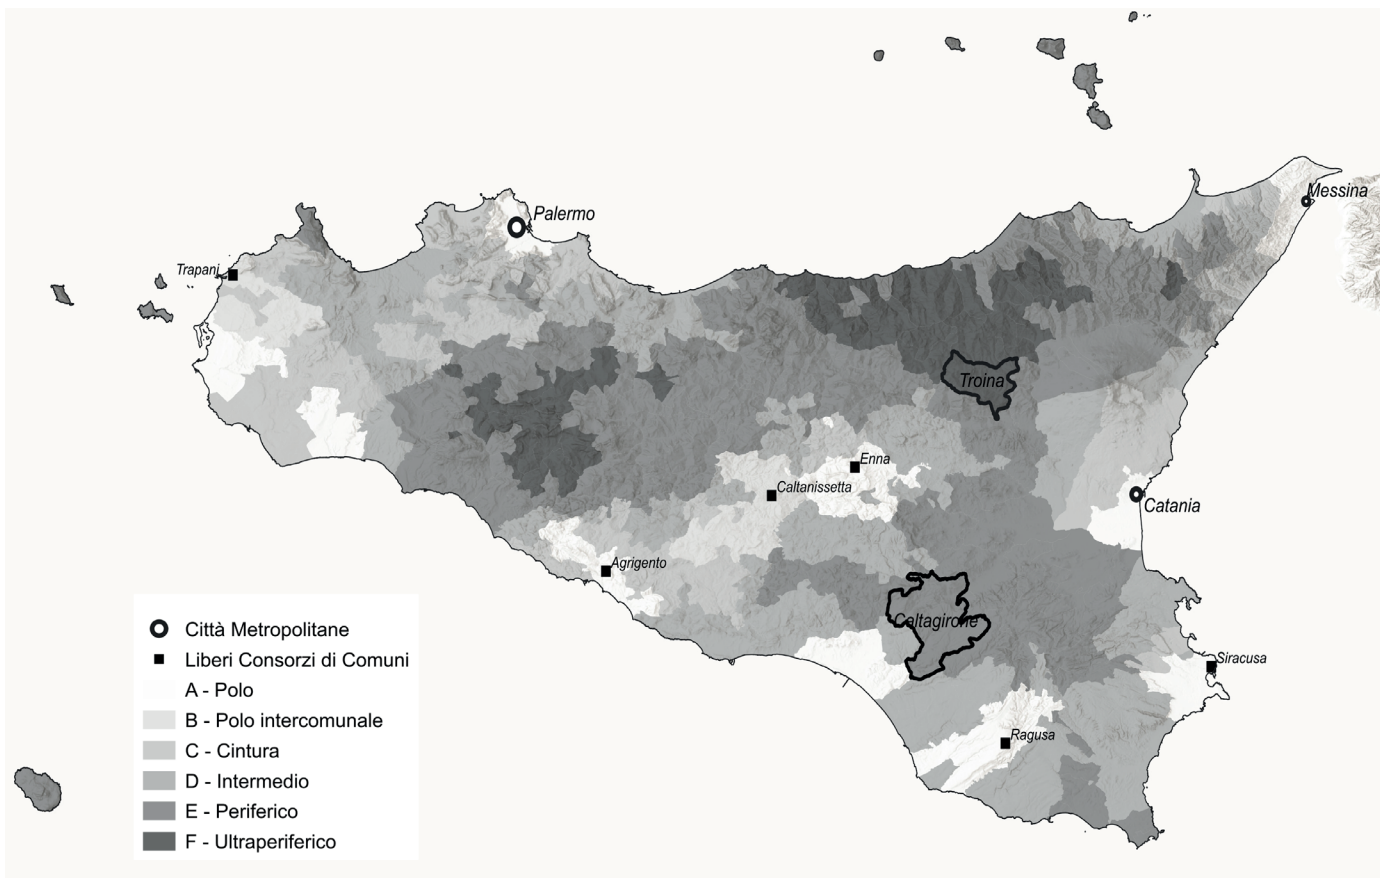 Messina
Palermo
Trapani
Troina
Enna
Caltanissetta
Catania
Agrigento
Caltagirone
Siracusa
Ragusa
Città Metropolitane
Liberi Consorzi di Comuni
A - Polo
B - Polo intercomunale
C - Cintura
D - Intermedio
E - Periferico
F - Ultraperiferico